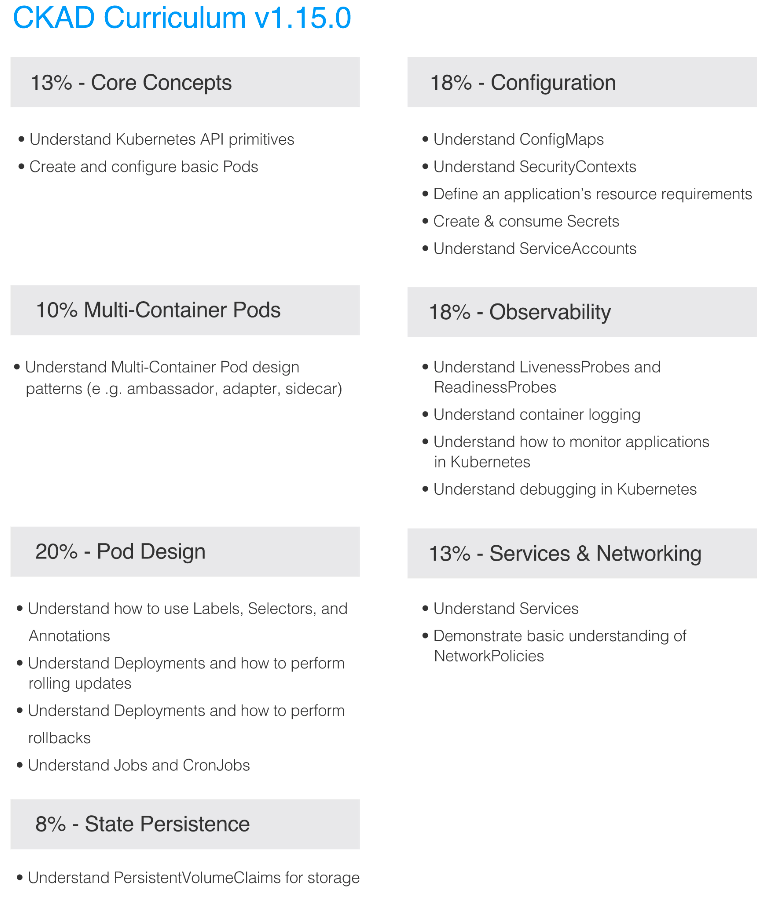 CKAD Curriculum v1.15.0
13% - Core Concepts
• Understand Kubernetes API primitives
• Create and configure basic Pods
18% - Configuration
• Understand ConfigMaps
• Understand SecurityContexts
• Define an application's resource requirements
• Create & consume Secrets
• Understand ServiceAccounts
10% Multi-Container Pods
• Understand Multi-Container Pod design
patterns (e .g. ambassador, adapter, sidecar)
18% - Observability
• Understand LivenessProbes and
ReadinessProbes
• Understand container logging
• Understand how to monitor applications
in Kubernetes
• Understand debugging in Kubernetes
20% - Pod Design
• Understand how to use Labels, Selectors, and
Annotations
• Understand Deployments and how to perform
rolling updates
• Understand Deployments and how to perform
rollbacks
• Understand Jobs and CronJobs
13% - Services & Networking
• Understand Services
• Demonstrate basic understanding of
NetworkPolicies
8% - State Persistence
• Understand PersistentVolumeClaims for storage